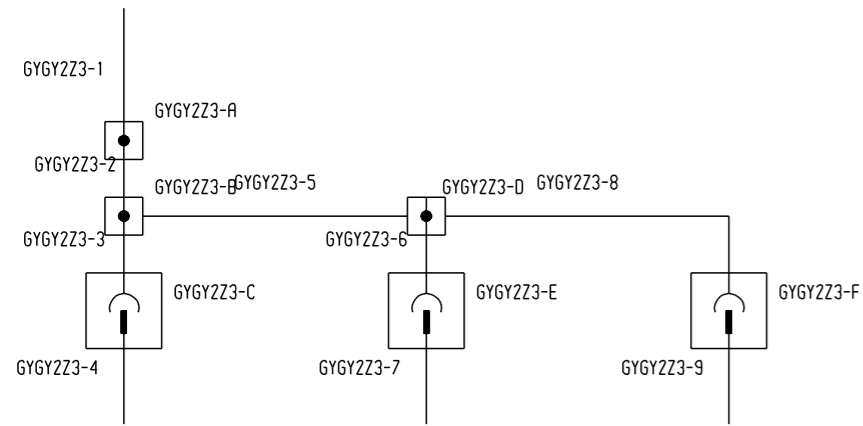 GYGY2Z3-1
GYGY2Z3-A
GYGY2Z3-2
GYGY2Z3-B
GYGY2Z3-5
GYGY2Z3-D
GYGY2Z3-8
GYGY2Z3-3
GYGY2Z3-6
GYGY2Z3-C
GYGY2Z3-E
GYGY2Z3-F
GYGY2Z3-4
GYGY2Z3-7
GYGY2Z3-9